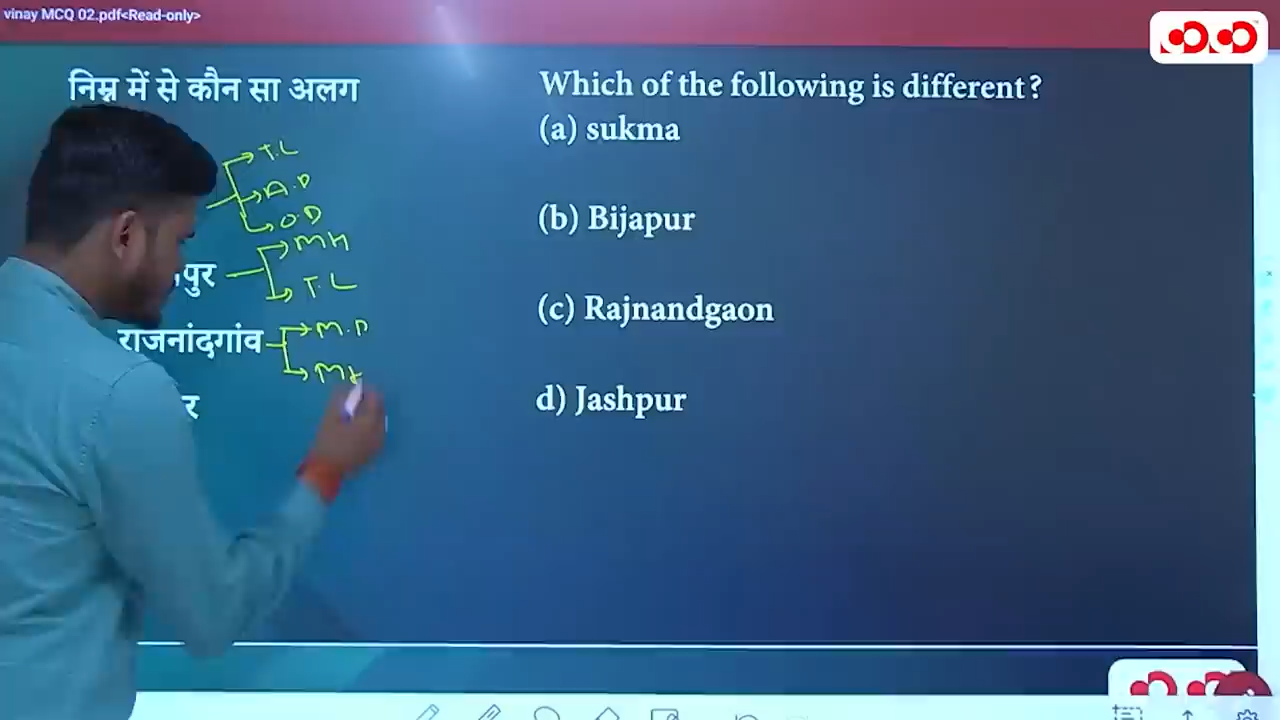 vinay MCQ 02.pdf<Read-only>
निम्न में से कौन सा अलग
Which of the following is different?
(a) sukma
(b) Bijapur
(c) Rajnandgaon
d) Jashpur
T.L
A.P
O.D
पुर
MH
T.L
राजनांदगांव
M.P
र